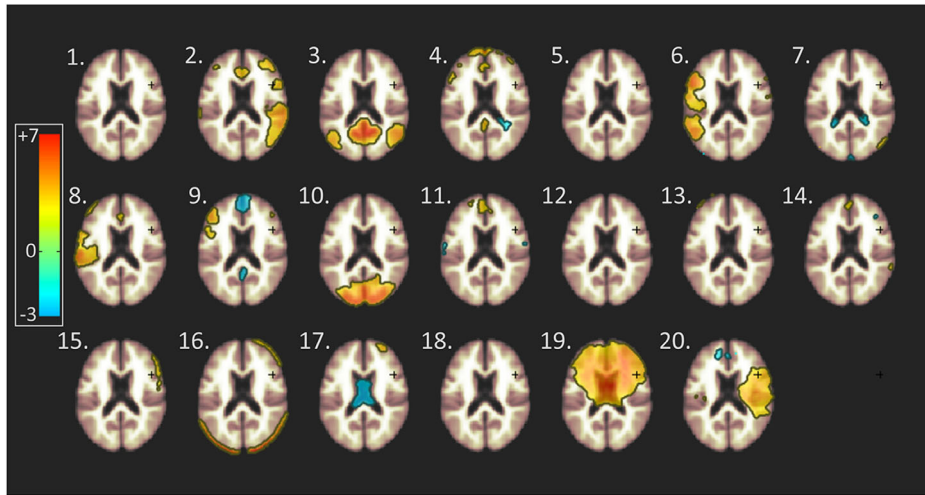 1. 2. 3. 4. 5. 6. 7.
+7
0
-3
8. 9. 10. 11. 12. 13. 14.
15. 16. 17. 18. 19. 20.